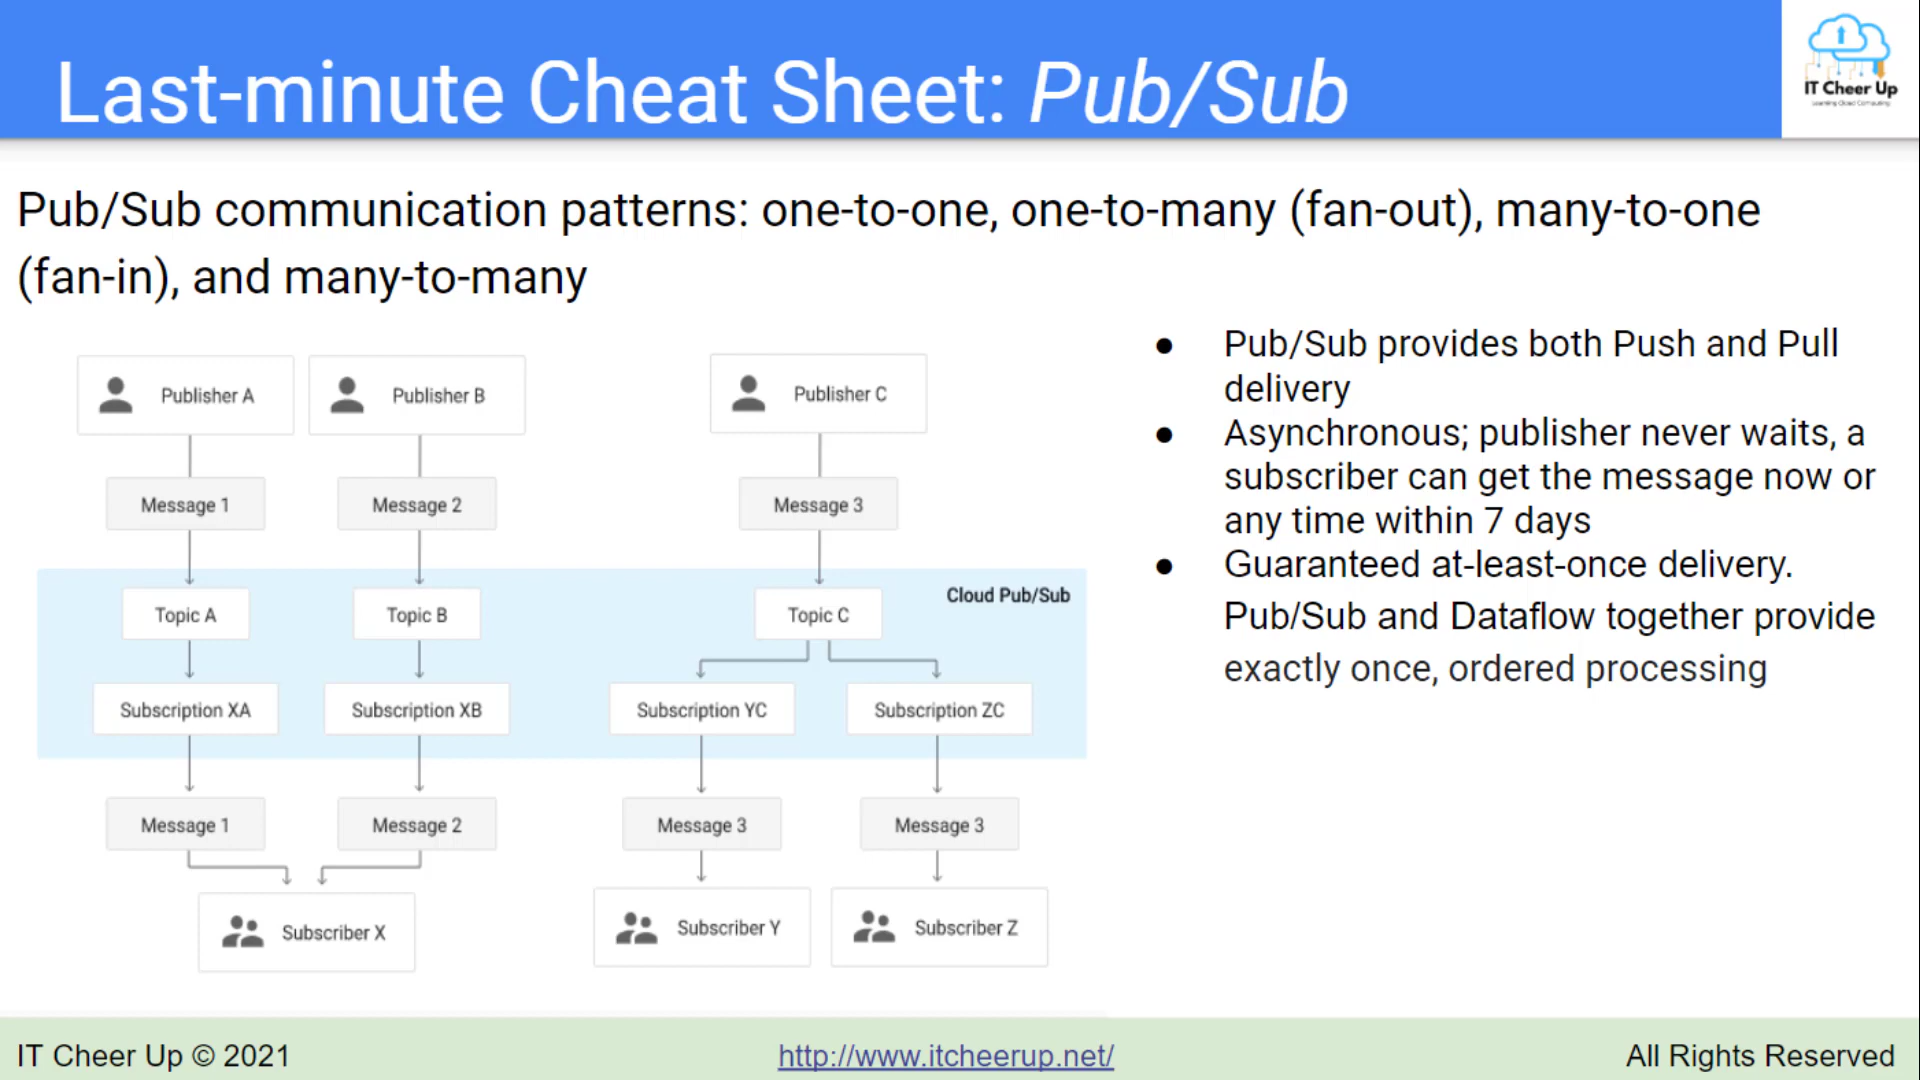 Last-minute Cheat Sheet: Pub/Sub
IT Cheer Up
Learning Cloud Computing
Pub/Sub communication patterns: one-to-one, one-to-many (fan-out), many-to-one
(fan-in), and many-to-many
Publisher A
Publisher B
Publisher C
Message 1
Message 2
Message 3
Cloud Pub/Sub
Topic A
Topic B
Topic C
Subscription XA
Subscription XB
Subscription YC
Subscription ZC
Message 1
Message 2
Message 3
Message 3
Subscriber X
Subscriber Y
Subscriber Z
● Pub/Sub provides both Push and Pull
delivery
● Asynchronous; publisher never waits, a
subscriber can get the message now or
any time within 7 days
● Guaranteed at-least-once delivery.
Pub/Sub and Dataflow together provide
exactly once, ordered processing
IT Cheer Up © 2021
http://www.itcheerup.net/
All Rights Reserved